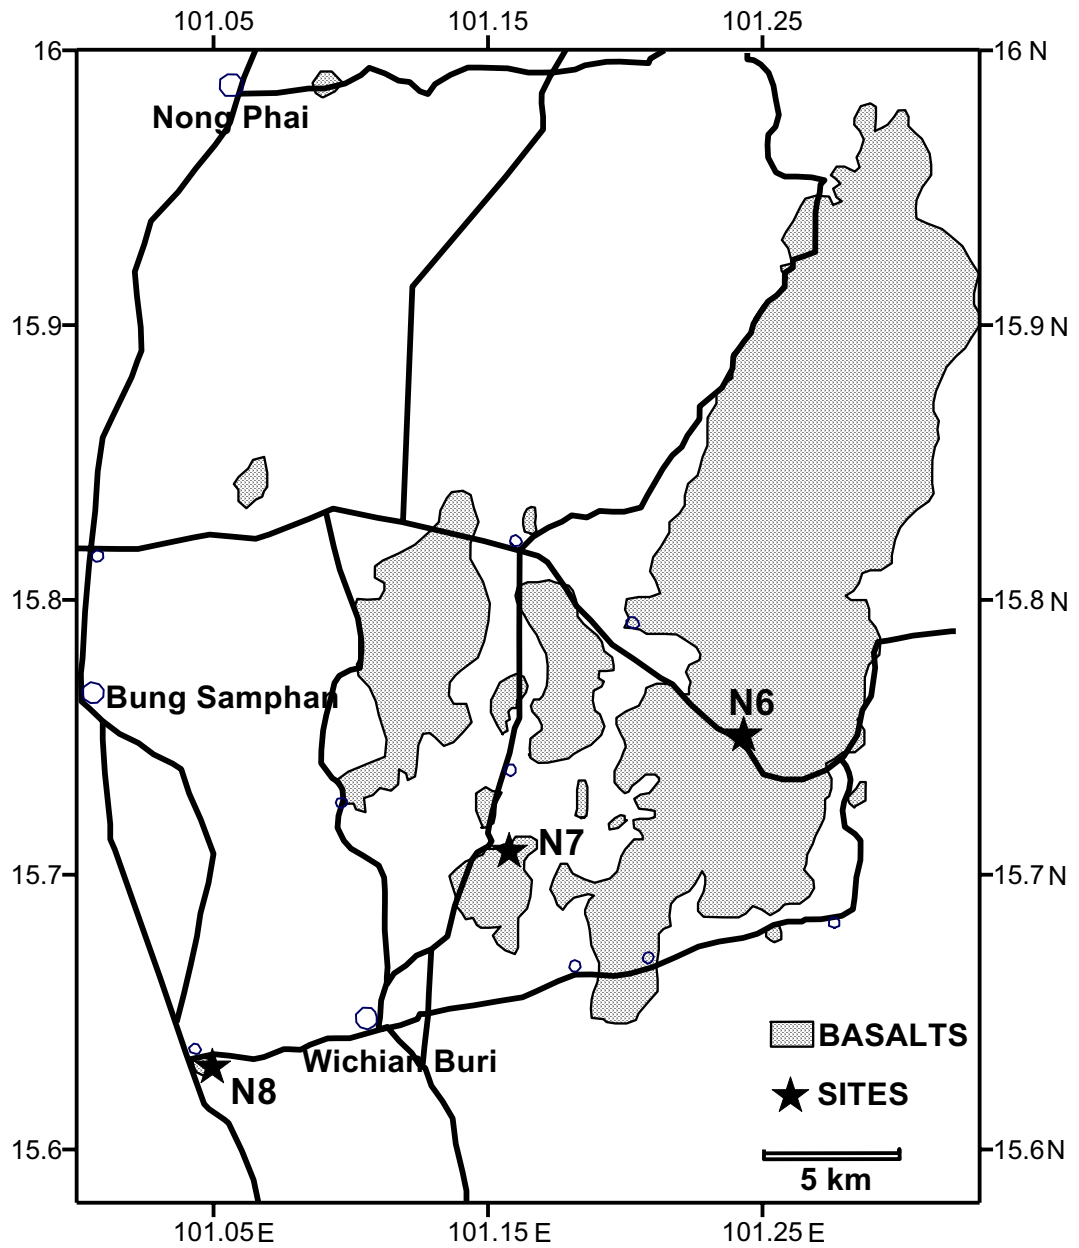 101.05 101.15 101.25
16 16 N
Nong Phai
15.9 15.9 N
15.8 15.8 N
Bung Samphan
N6
N7
15.7 15.7 N
BASALTS
Wichian Buri
N8
SITES
15.6 15.6 N
5 km
101.05 E 101.15 E 101.25 E